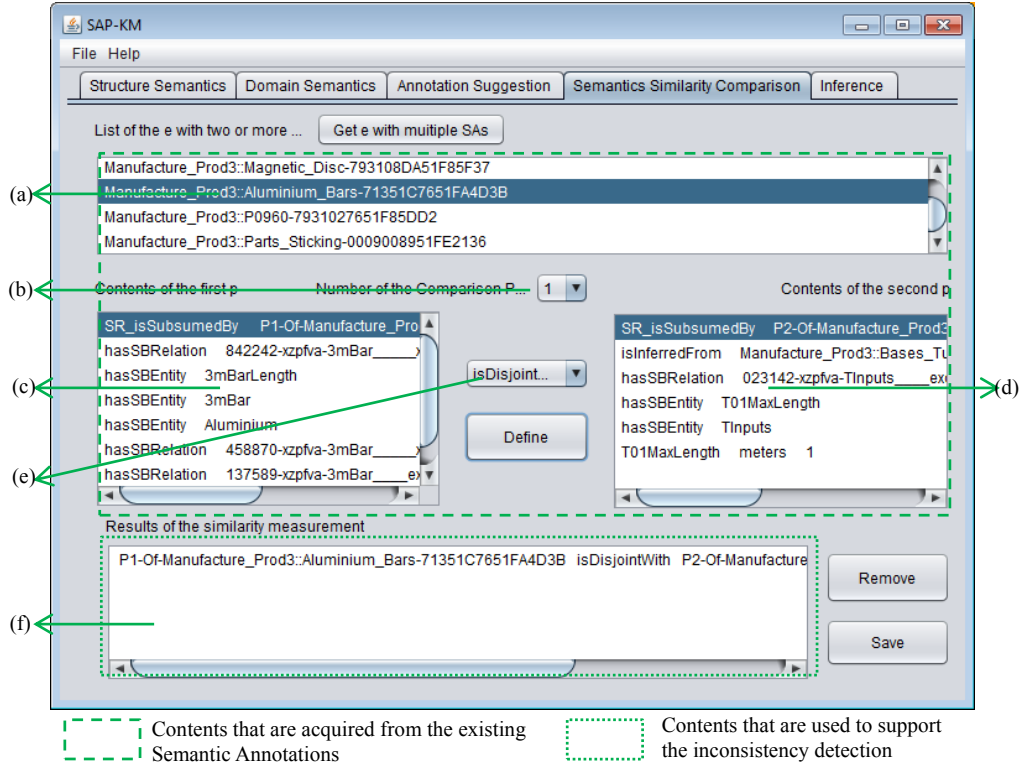 SAP-KM
File Help
Structure Semantics Domain Semantics Annotation Suggestion Semantics Similarity Comparison Inference
List of the e with two or more ... Get e with muitiple SAs
Manufacture_Prod3::Magnetic_Disc-793108DA51F85F37
(a) Manufacture_Prod3::Aluminium_Bars-71351C7651FA4D3B
Manufacture_Prod3::P0960-7931027651F85DD2
Manufacture_Prod3::Parts_Sticking-0009008951FE2136
(b) Contents of the first p Number of the Comparison P... 1 Contents of the second p
SR_isSubsumedBy P1-Of-Manufacture_Pro
hasSBRelation 842242-xzpfva-3mBar____x
hasSBEntity 3mBarLength
(c) hasSBEntity 3mBar
hasSBEntity Aluminium
hasSBRelation 458870-xzpfva-3mBar____x
(e) hasSBRelation 137589-xzpfva-3mBar____ex
isDisjoint...
Define
SR_isSubsumedBy P2-Of-Manufacture_Prod3
isInferredFrom Manufacture_Prod3::Bases_Tu
hasSBRelation 023142-xzpfva-TInputs____exc
(d) hasSBEntity T01MaxLength
hasSBEntity TInputs
T01MaxLength meters 1
Results of the similarity measurement
P1-Of-Manufacture_Prod3::Aluminium_Bars-71351C7651FA4D3B isDisjointWith P2-Of-Manufacture
Remove
(f)
Save
Contents that are acquired from the existing
Semantic Annotations
Contents that are used to support
the inconsistency detection